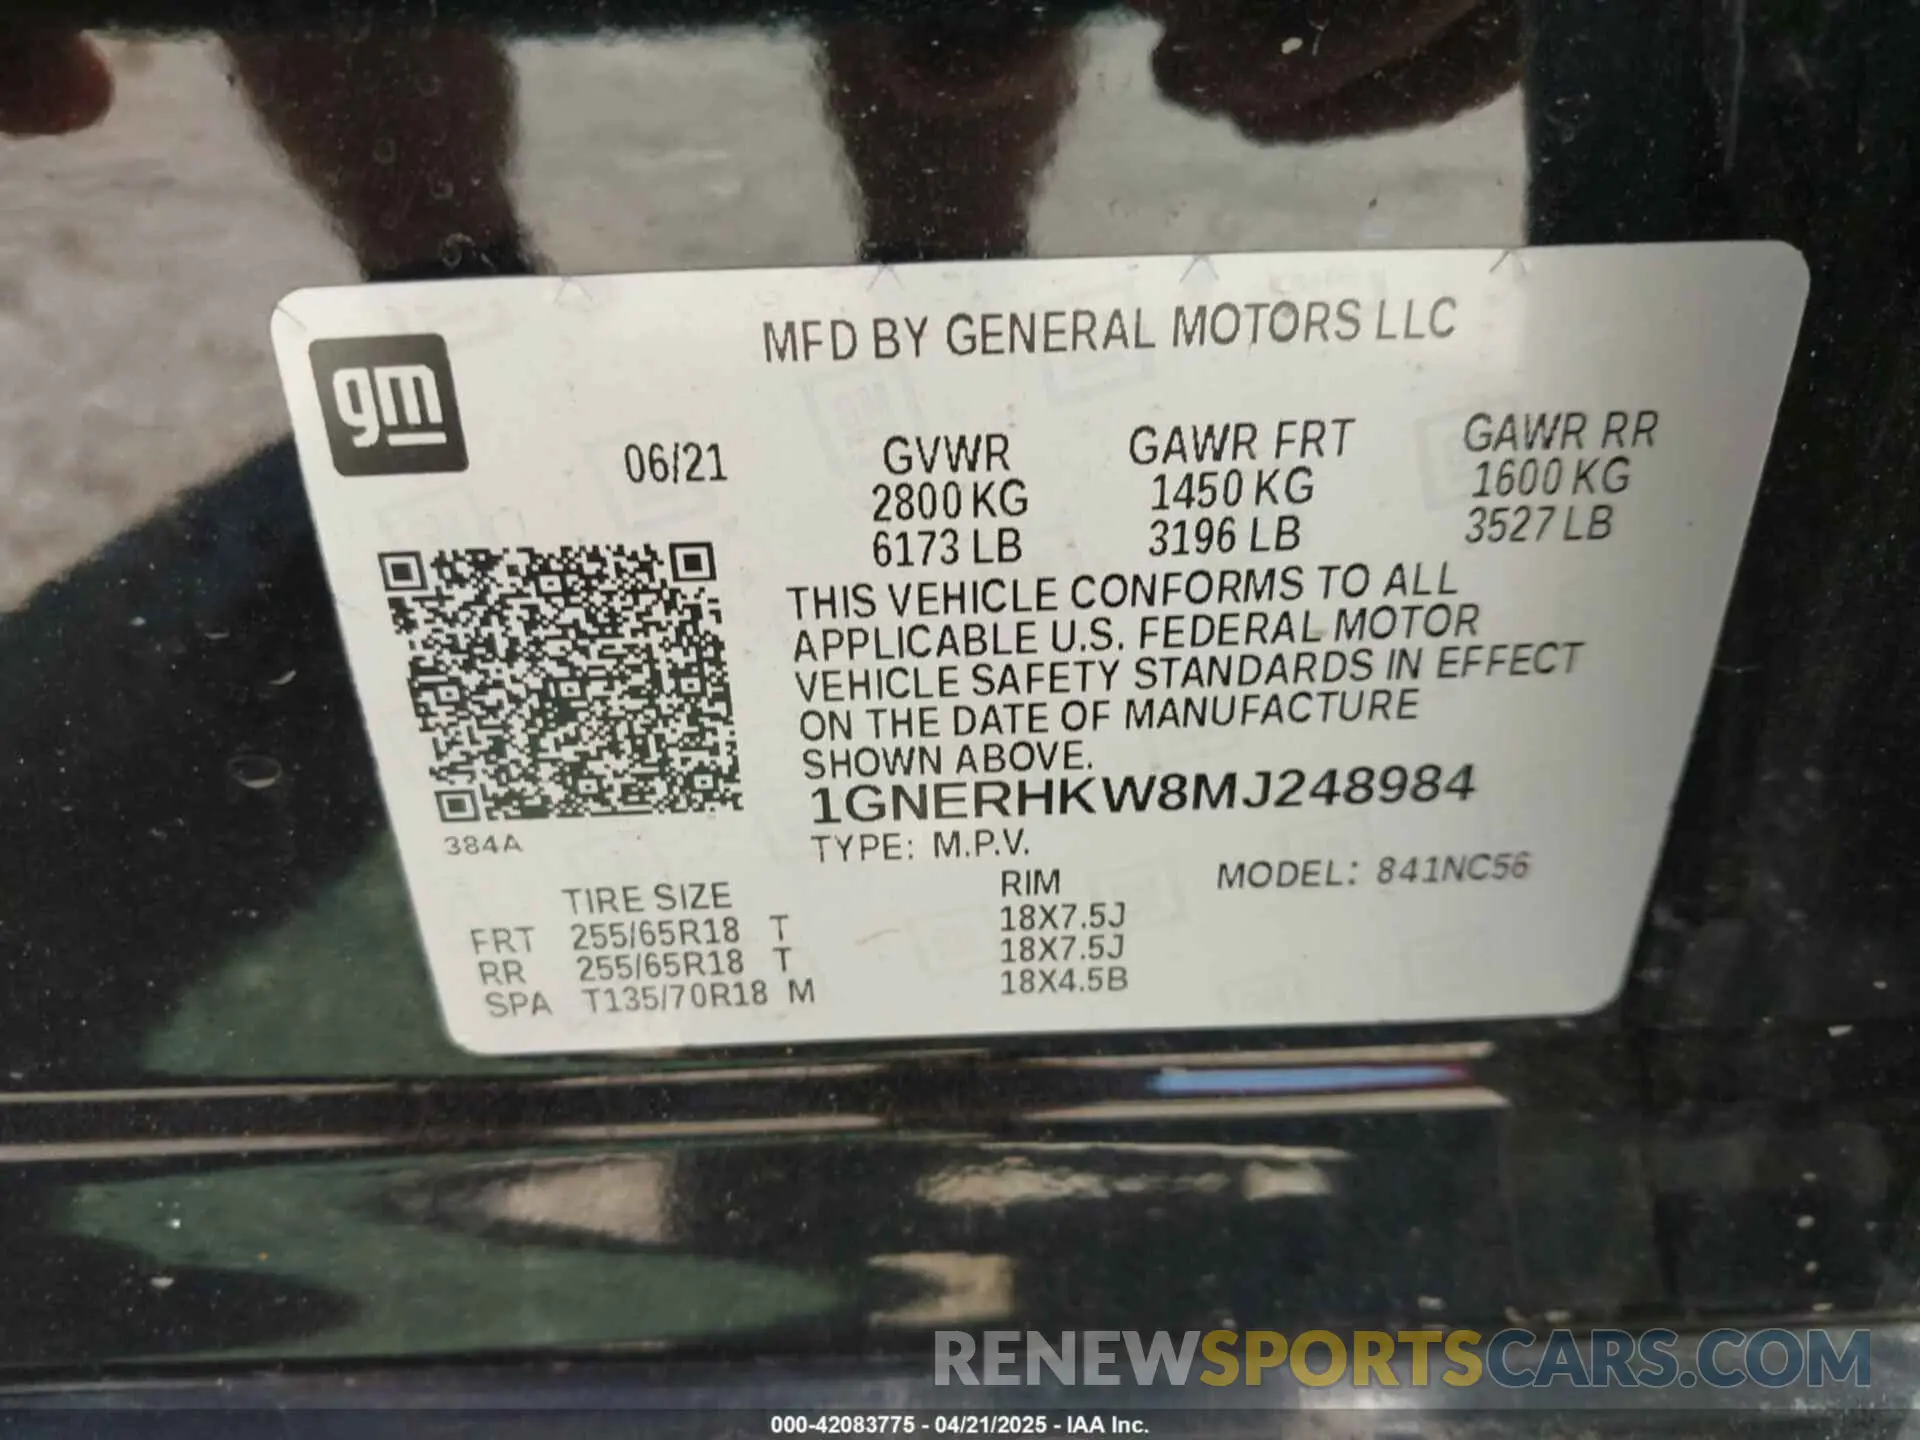 MFD BY GENERAL MOTORS LLC
gm
06/21 GVWR GAWR FRT GAWR RR
2800 KG 1450 KG 1600 KG
6173 LB 3196 LB 3527 LB
THIS VEHICLE CONFORMS TO ALL
APPLICABLE U.S. FEDERAL MOTOR
VEHICLE SAFETY STANDARDS IN EFFECT
ON THE DATE OF MANUFACTURE
SHOWN ABOVE.
1GNERHKW8MJ248984
384A
TYPE: M.P.V. MODEL: 841NC56
TIRE SIZE RIM
FRT 255/65R18 T 18X7.5J
RR 255/65R18 T 18X7.5J
SPA T135/70R18 M 18X4.5B
RENEWSPORTSCARS.COM
000-42083775 - 04/21/2025 - IAA Inc.